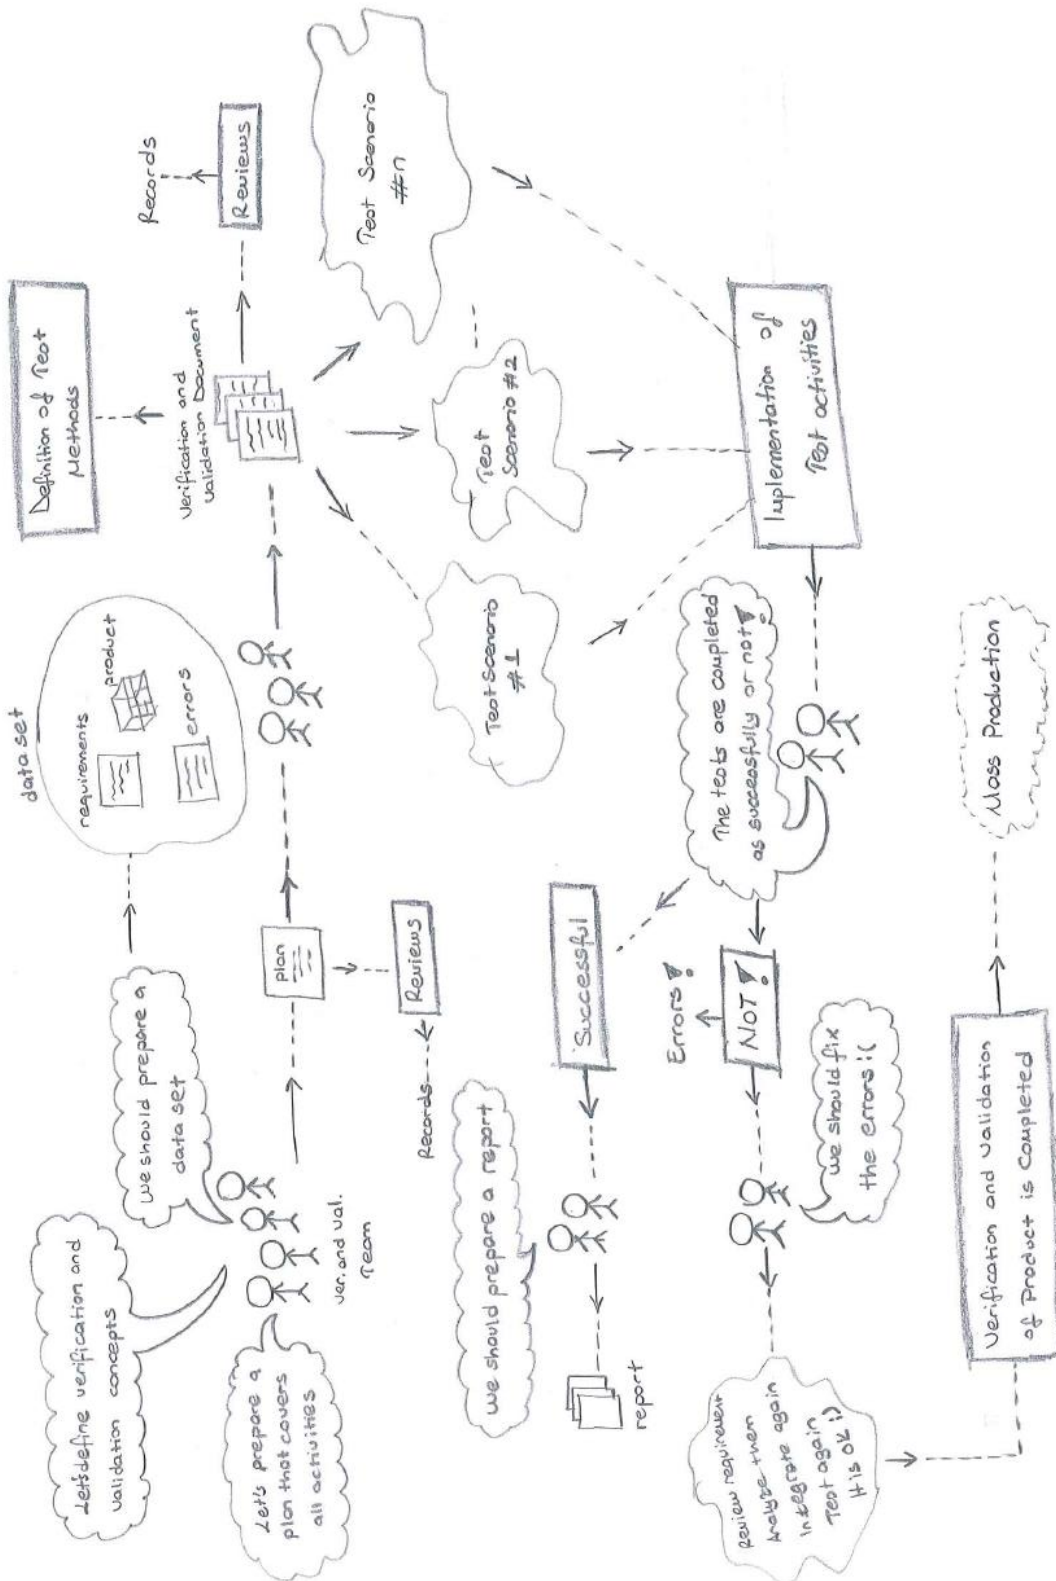 Let'sdefine verification and
validation concepts
We should prepare a
data set
data set
requirements
product
errors
Definition of Test
Methods
Let's prepare a
plan that covers
all activities
Ver. and val.
Team
plan
Verification and
Validation Document
Records
Reviews
Records
Reviews
Test Scenario
#1
Test
Scenario #2
Test Scenario
#n
We should prepare a report
report
Successful
The tests are completed
as successfully or not!
Implementation of
Test activities
Errors!
NOT!
We should fix
the errors :(
Review requirement
Analyze them
Integrate again
Test again
It is ok :)
Verification and validation
of Product is Completed
Mass Production